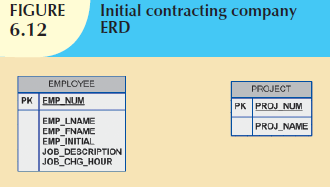 FIGURE
6.12
Initial contracting company
ERD
EMPLOYEE
PK EMP_NUM
EMP_LNAME
EMP_FNAME
EMP_INITIAL
JOB_DESCRIPTION
JOB_CHG_HOUR
PROJECT
PK PROJ_NUM
PROJ_NAME